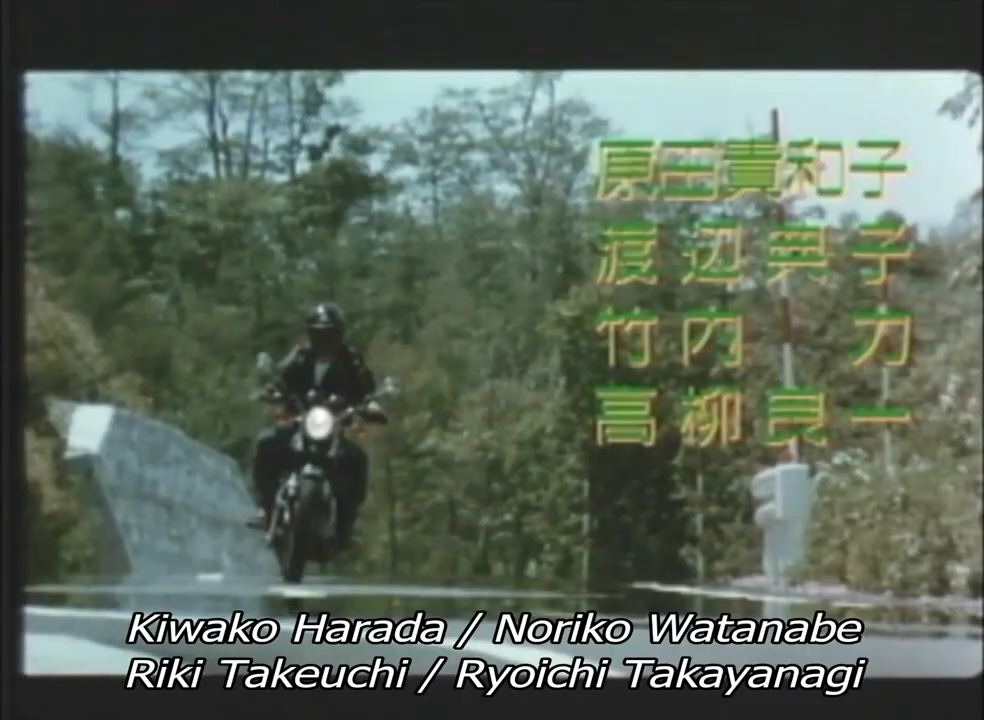 原田貴和子
渡辺典子
竹内 力
高柳良一
Kiwako Harada / Noriko Watanabe
Riki Takeuchi / Ryoichi Takayanagi